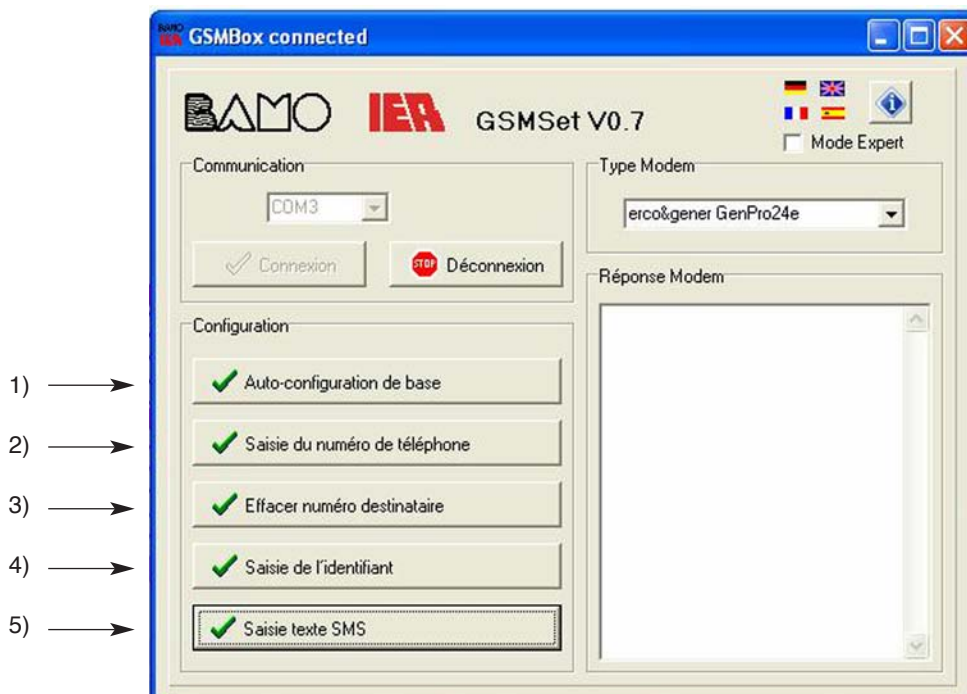 BAMO
IER
GSMBox connected
BAMO IER GSMSet V0.7
Mode Expert
Communication
COM3
Connexion
STOP Déconnexion
Type Modem
erco&gener GenPro24e
Réponse Modem
Configuration
1) Auto-configuration de base
2) Saisie du numéro de téléphone
3) Effacer numéro destinataire
4) Saisie de l'identifiant
5) Saisie texte SMS